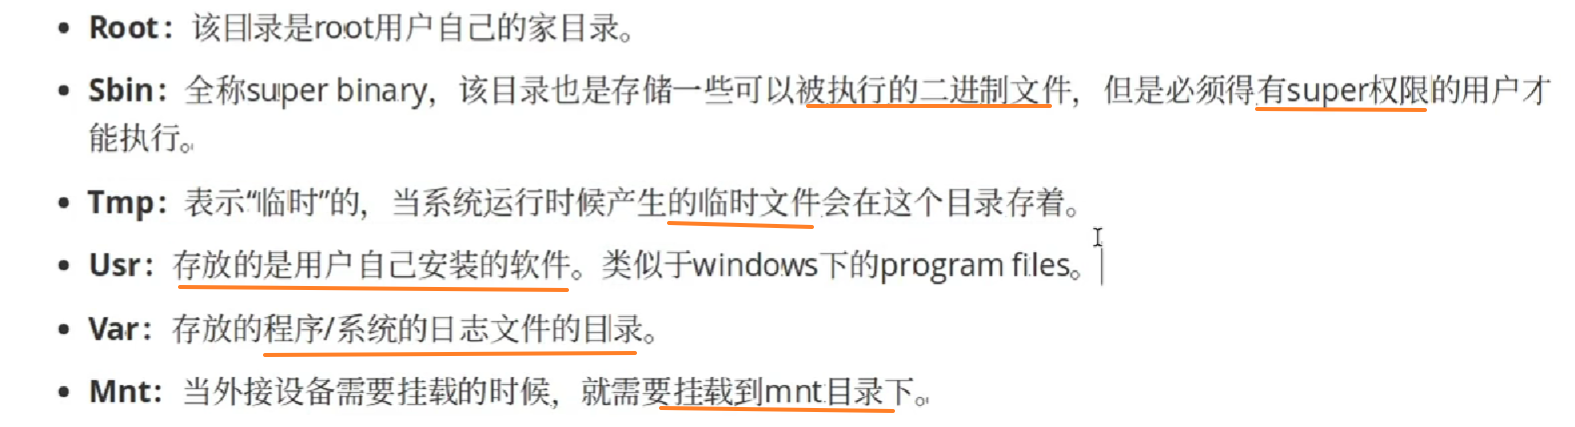 • Root：该目录是root用户自己的家目录。
• Sbin：全称super binary，该目录也是存储一些可以被执行的二进制文件，但是必须得有super权限的用户才
能执行。
• Tmp：表示“临时”的，当系统运行时候产生的临时文件会在这个目录存着。
• Usr：存放的是用户自己安装的软件。类似于windows下的program files。
• Var：存放的程序/系统的日志文件的目录。
• Mnt：当外接设备需要挂载的时候，就需要挂载到mnt目录下。